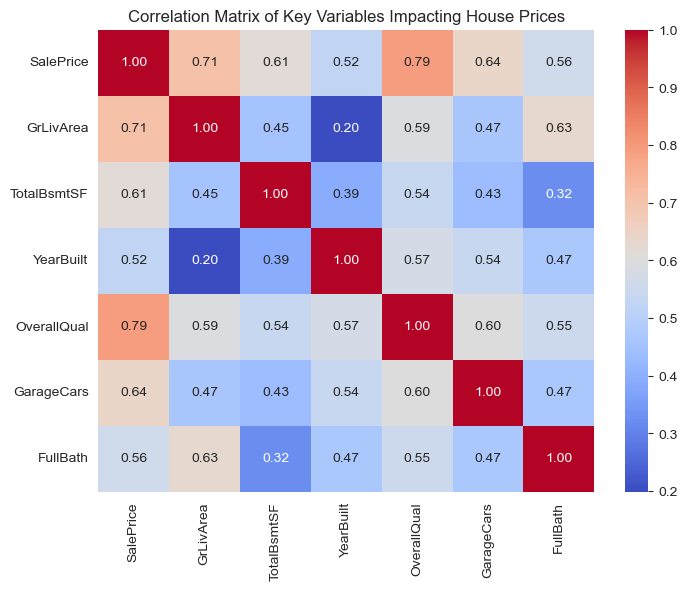 Correlation Matrix of Key Variables Impacting House Prices
SalePrice 1.00 0.71 0.61 0.52 0.79 0.64 0.56
GrLivArea 0.71 1.00 0.45 0.20 0.59 0.47 0.63
TotalBsmtSF 0.61 0.45 1.00 0.39 0.54 0.43 0.32
YearBuilt 0.52 0.20 0.39 1.00 0.57 0.54 0.47
OverallQual 0.79 0.59 0.54 0.57 1.00 0.60 0.55
GarageCars 0.64 0.47 0.43 0.54 0.60 1.00 0.47
FullBath 0.56 0.63 0.32 0.47 0.55 0.47 1.00
SalePrice
GrLivArea
TotalBsmtSF
YearBuilt
OverallQual
GarageCars
FullBath
1.0
0.9
0.8
0.7
0.6
0.5
0.4
0.3
0.2